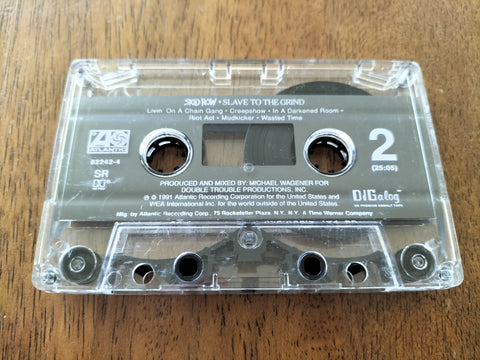 SKID ROW • SLAVE TO THE GRIND
Livin' On A Chain Gang • Creepshow • In A Darkened Room •
Riot Act • Mudkicker • Wasted Time
ATLANTIC
82242-4
SR
2
(25:05)
PRODUCED AND MIXED BY: MICHAEL WAGENER FOR
DOUBLE TROUBLE PRODUCTIONS, INC.
℗ © 1991 Atlantic Recording Corporation for the United States and
WEA International Inc. for the world outside of the United States.
DiGalog
Mfg. by Atlantic Recording Corp., 75 Rockefeller Plaza, N.Y., N.Y. A Time Warner Company